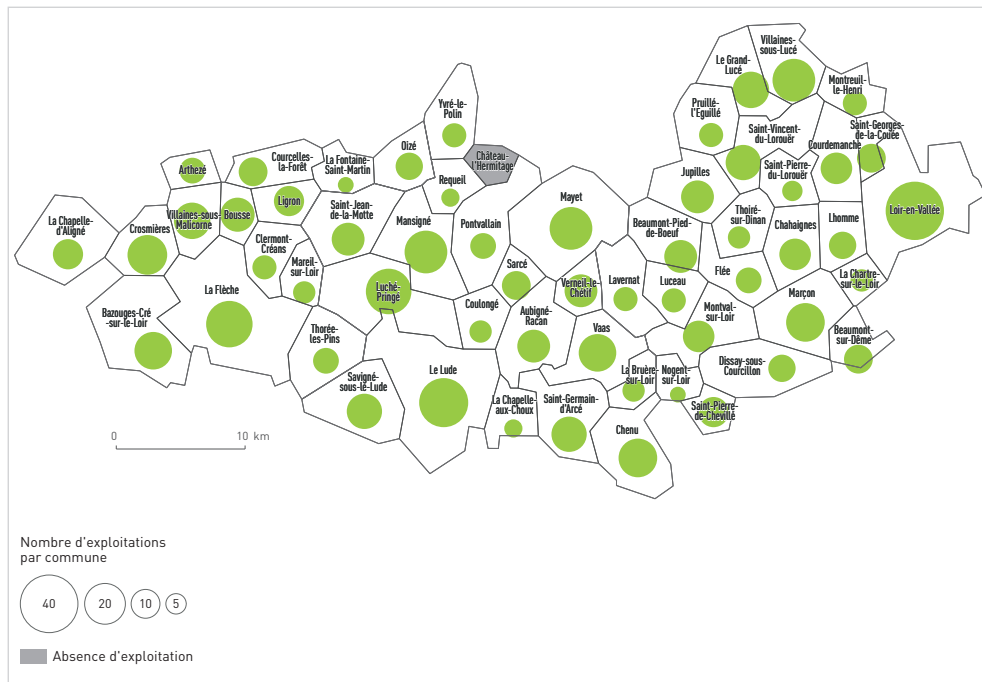 Villaines-
sous-Lucé
Le Grand-
Lucé
Montreuil-
le-Henri
Pruillé-
l'Eguillé
Saint-Vincent-
du-Lorouër
Saint-Georges-
de-la-Couée
Courdemanche
Yvré-le-
Polin
Oizé
Château-
l'Hermitage
Courcelles-
la-Forêt
La Fontaine-
Saint-Martin
Arthezé
Requeil
Saint-Pierre-
du-Lorouër
Jupilles
Loir-en-Vallée
Ligron
Saint-Jean-
de-la-Motte
Mansigné
Pontvallain
Mayet
Beaumont-Pied-
de-Boeuf
Thoiré-
sur-Dinan
Chahaignes
Lhomme
La Chapelle-
d'Aligné
Crosmières
Villaines-sous-
Malicorne
Bousse
Clermont-
Créans
Mareil-
sur-Loir
Sarcé
Verneil-le-
Chétif
Lavernat
Luceau
Flée
La Chartre-
sur-le-Loir
La Flèche
Luché-
Pringé
Coulongé
Aubigné-
Racan
Vaas
Montval-
sur-Loir
Marçon
Beaumont-
sur-Dême
Bazouges-Cré
-sur-le-Loir
Thorée-
les-Pins
Savigné-
sous-le-Lude
Le Lude
La Chapelle-
aux-Choux
Saint-Germain-
d'Arcé
La Bruère-
sur-Loir
Nogent-
sur-Loir
Dissay-sous-
Courcillon
Saint-Pierre-
de-Chevillé
Chenu
0 10 km
Nombre d'exploitations
par commune
40 20 10 5
Absence d'exploitation